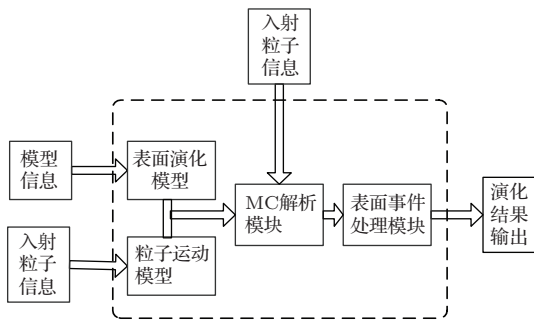 入射
粒子
信息
模型
信息
表面演化
模型
MC解析
模块
表面事件
处理模块
演化
结果
输出
入射
粒子
信息
粒子运动
模型